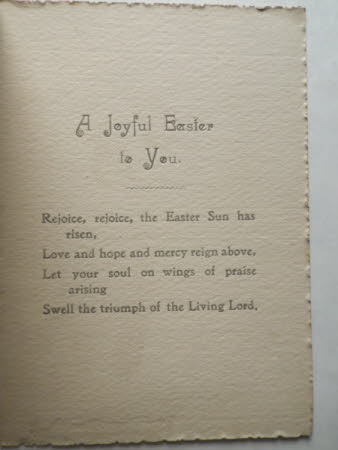 A Joyful Easter
to You.
Rejoice, rejoice, the Easter Sun has
risen,
Love and hope and mercy reign above,
Let your soul on wings of praise
arising
Swell the triumph of the Living Lord.